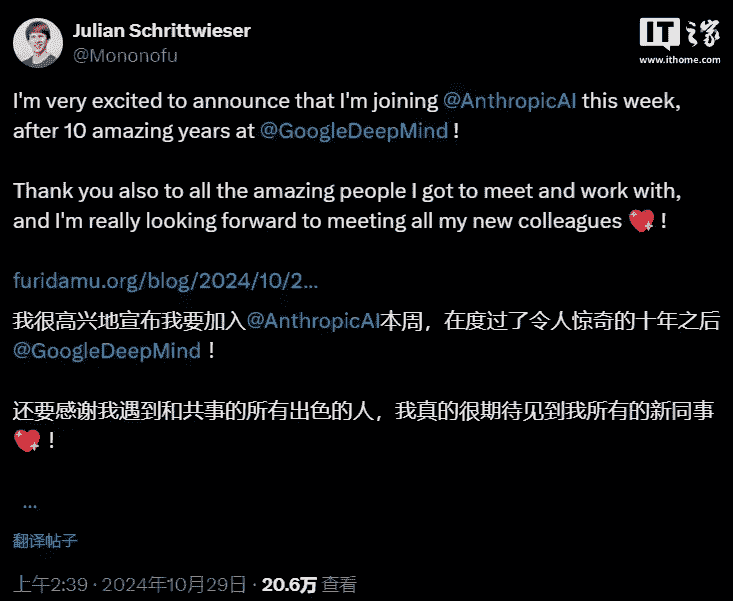 Julian Schrittwieser
@Mononofu
IT之家
www.ithome.com
I'm very excited to announce that I'm joining @AnthropicAI this week,
after 10 amazing years at @GoogleDeepMind !
Thank you also to all the amazing people I got to meet and work with,
and I'm really looking forward to meeting all my new colleagues 💖 !
furidamu.org/blog/2024/10/2...
我很高兴地宣布我要加入@AnthropicAI本周，在度过了令人惊奇的十年之后
@GoogleDeepMind！
还要感谢我遇到和共事的所有出色的人，我真的很期待见到我所有的新同事
💖！
...
翻译帖子
上午2:39 · 2024年10月29日 · 20.6万 查看